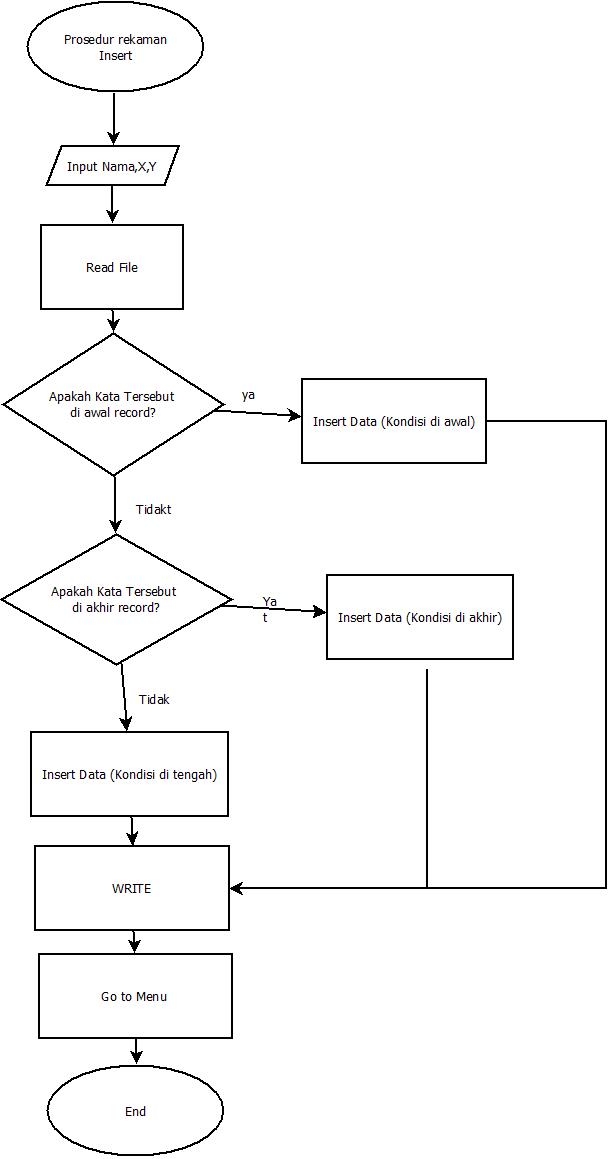 Prosedur rekaman
Insert
Input Nama,X,Y
Read File
Apakah Kata Tersebut
di awal record?
ya
Insert Data (Kondisi di awal)
Tidakt
Apakah Kata Tersebut
di akhir record?
Ya
t
Insert Data (Kondisi di akhir)
Tidak
Insert Data (Kondisi di tengah)
WRITE
Go to Menu
End